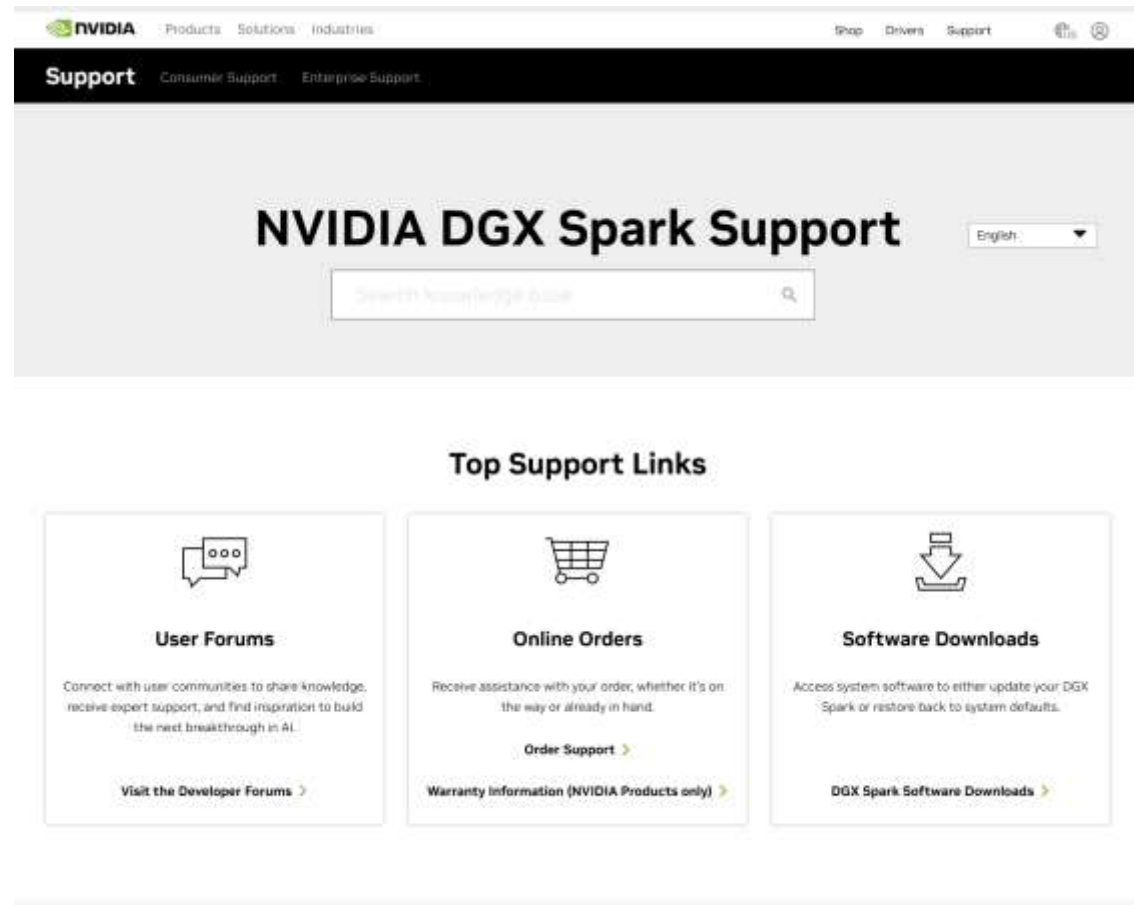 NVIDIA Products Solutions Industries Shop Drivers Support
Support Consumer Support Enterprise Support
NVIDIA DGX Spark Support
English
Search knowledge base
Top Support Links
User Forums
Connect with user communities to share knowledge,
receive expert support, and find inspiration to build
the next breakthrough in AI.
Visit the Developer Forums >
Online Orders
Receive assistance with your order, whether it's on
the way or already in hand.
Order Support >
Warranty Information (NVIDIA Products only) >
Software Downloads
Access system software to either update your DGX
Spark or restore back to system defaults.
DGX Spark Software Downloads >